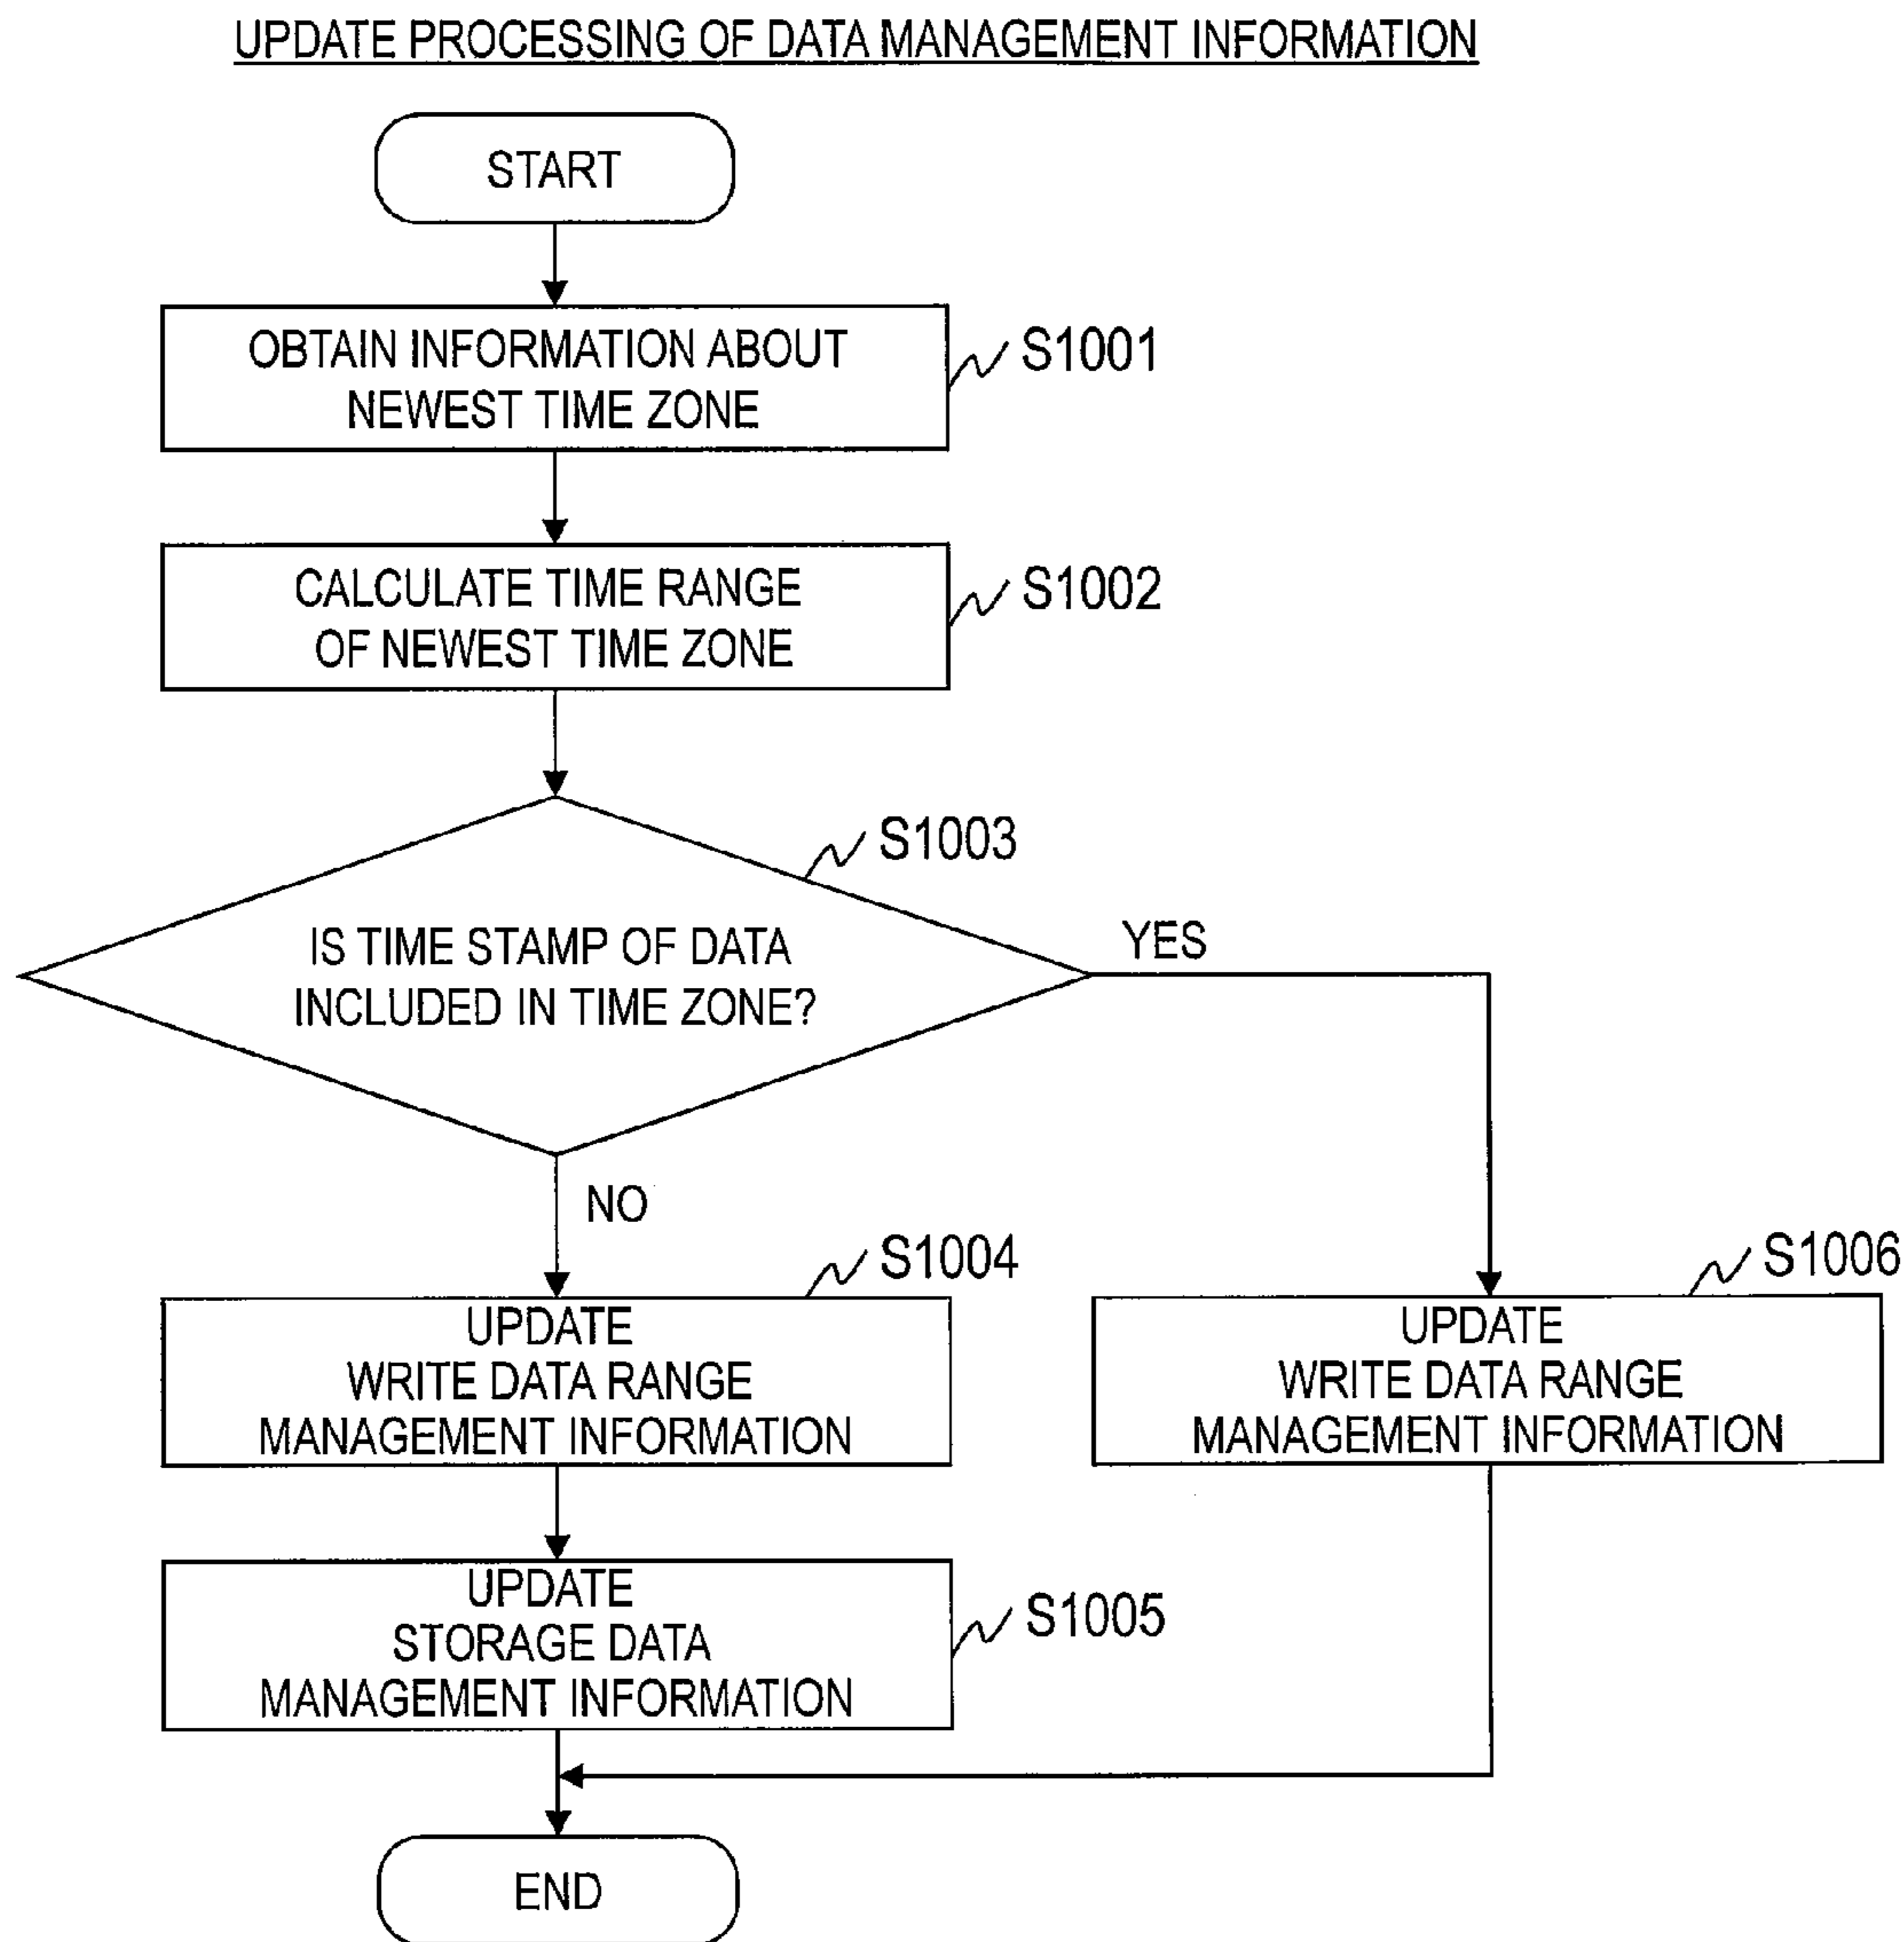 UPDATE PROCESSING OF DATA MANAGEMENT INFORMATION
START
OBTAIN INFORMATION ABOUT
NEWEST TIME ZONE
S1001
CALCULATE TIME RANGE
OF NEWEST TIME ZONE
S1002
S1003
IS TIME STAMP OF DATA
INCLUDED IN TIME ZONE?
YES
NO
S1004
UPDATE
WRITE DATA RANGE
MANAGEMENT INFORMATION
S1006
UPDATE
WRITE DATA RANGE
MANAGEMENT INFORMATION
UPDATE
STORAGE DATA
MANAGEMENT INFORMATION
S1005
END